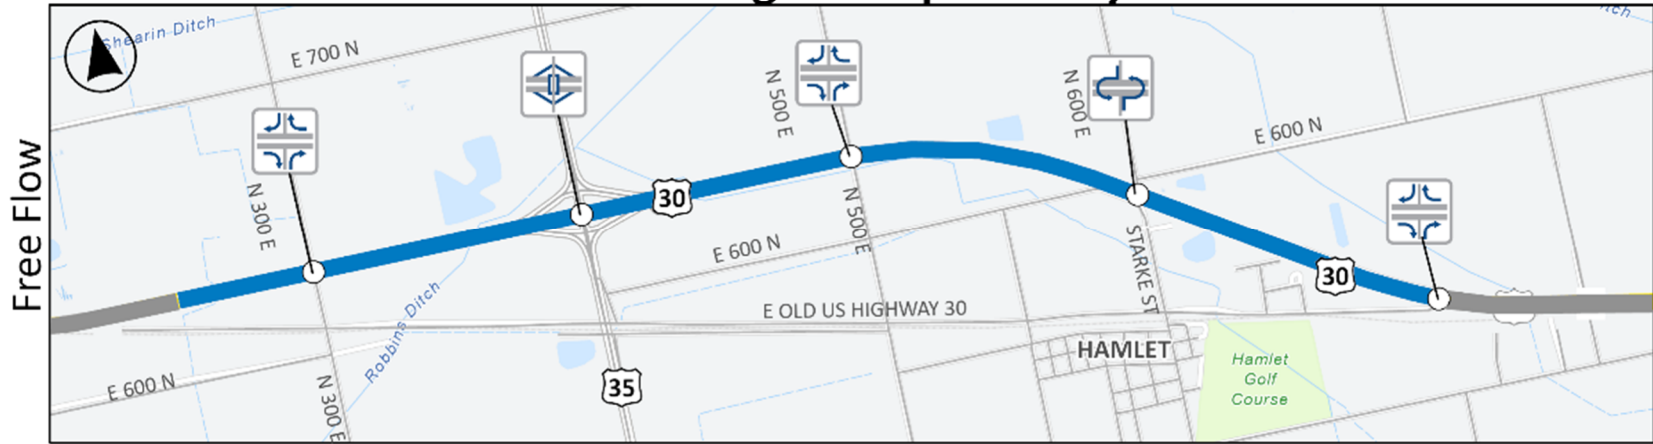 Shearin Ditch
E 700 N
N 500 E
N 600 E
E 600 N
Free Flow
N 300 E
30
N 500 E
E 600 N
STARKE ST
30
Robbins Ditch
E OLD US HIGHWAY 30
HAMLET
E 600 N
N 300 E
35
Hamlet
Golf
Course